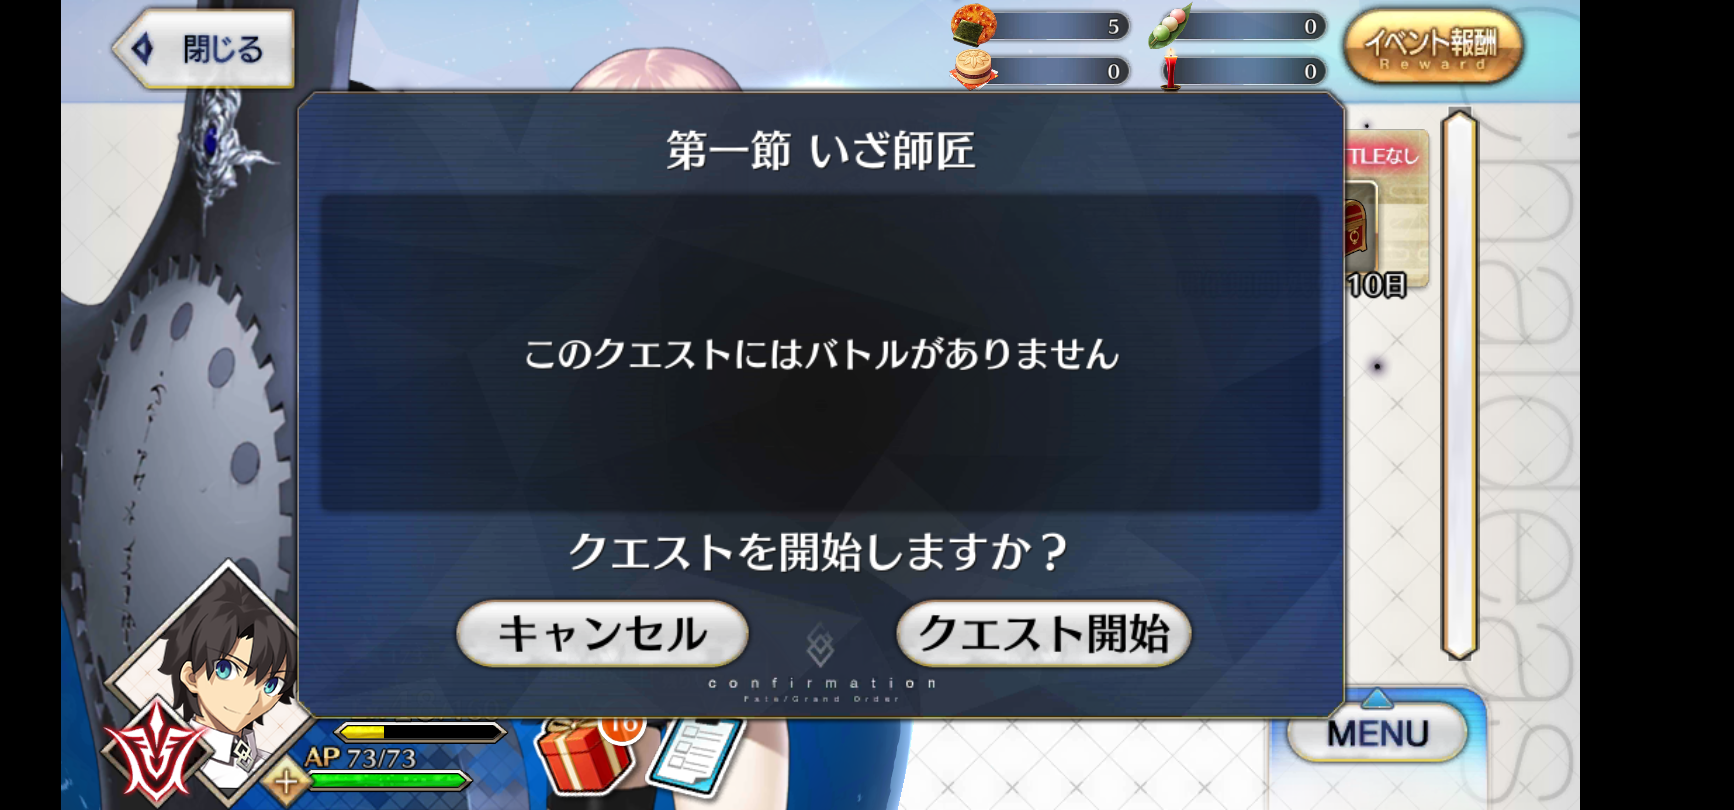 閉じる
5
0
0
0
イベント報酬
Reward
第一節 いざ師匠
TLEなし
10日
このクエストにはバトルがありません
クエストを開始しますか？
キャンセル
クエスト開始
confirmation
Fate/Grand Order
AP 73/73
MENU